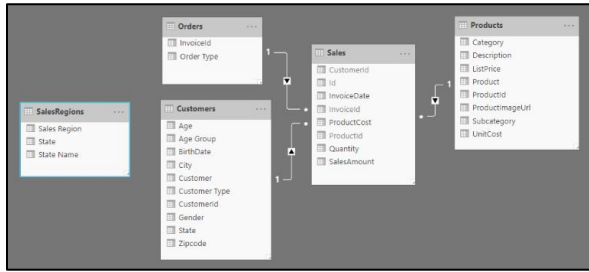 Orders
...
InvoiceId
Order Type
SalesRegions
...
Sales Region
State
State Name
Customers
...
Age
Age Group
BirthDate
City
Customer
Customer Type
CustomerId
Gender
State
Zipcode
1
*
1
*
Sales
...
CustomerId
Id
InvoiceDate
InvoiceId
ProductCost
ProductId
Quantity
SalesAmount
*
1
Products
...
Category
Description
ListPrice
Product
ProductId
ProductImageUrl
Subcategory
UnitCost